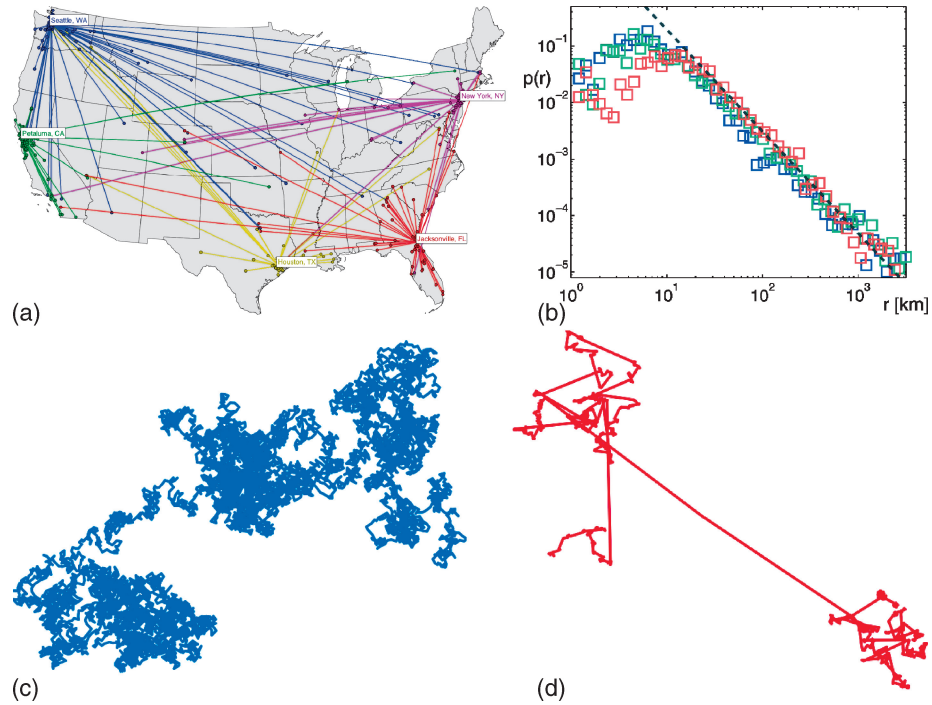 Seattle, WA
New York, NY
Petaluma, CA
Jacksonville, FL
Houston, TX
(a)
p(r)
10⁻¹
10⁻²
10⁻³
10⁻⁴
10⁻⁵
10⁰ 10¹ 10² 10³
(b) r [km]
(c)
(d)